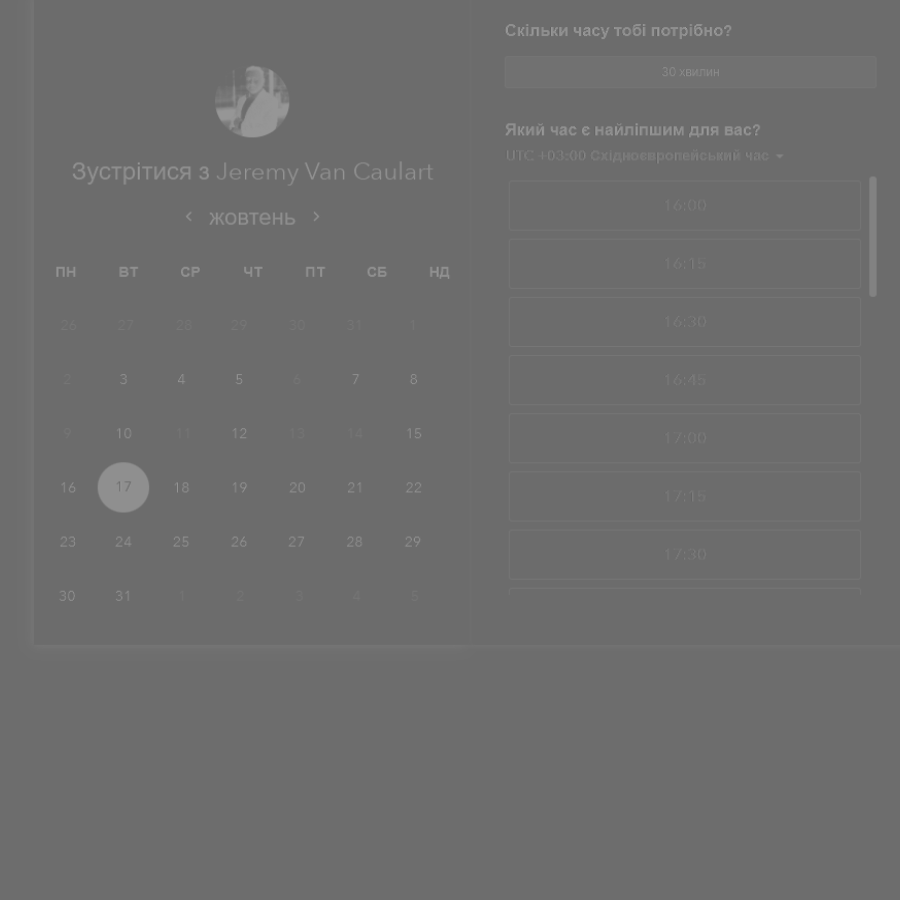 Зустрітися з Jeremy Van Caulart
жовтень
ПН ВТ СР ЧТ ПТ СБ НД
26 27 28 29 30 31 1
2 3 4 5 6 7 8
9 10 11 12 13 14 15
16 17 18 19 20 21 22
23 24 25 26 27 28 29
30 31 1 2 3 4 5
Скільки часу тобі потрібно?
30 хвилин
Який час є найліпшим для вас?
UTC +03:00 Східноєвропейський час
16:00
16:15
16:30
16:45
17:00
17:15
17:30